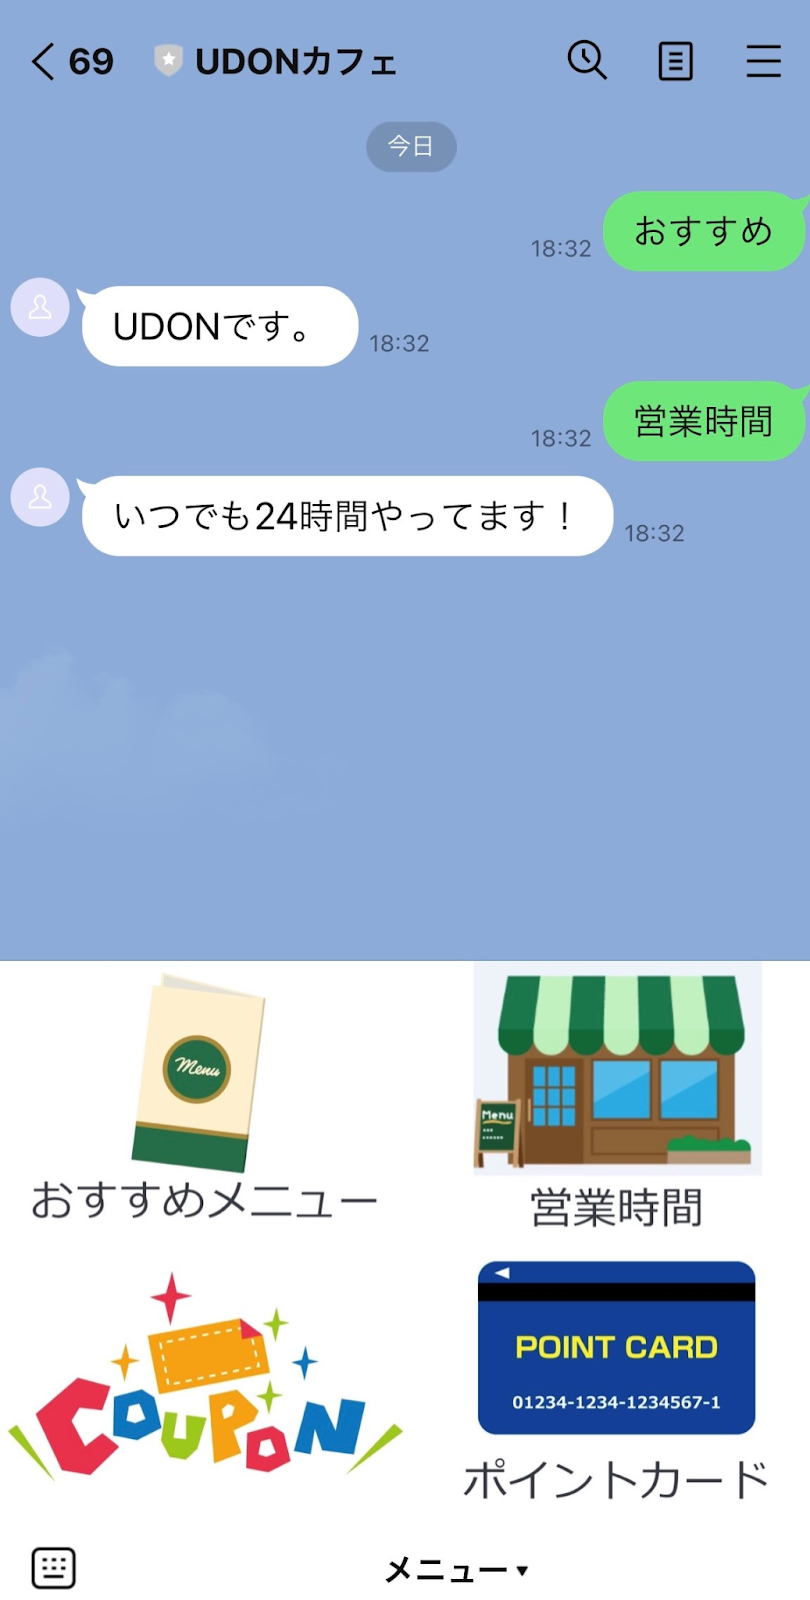 69 UDONカフェ
今日
おすすめ
18:32
UDONです。
18:32
営業時間
18:32
いつでも24時間やってます！
18:32
Menu
おすすめメニュー
Menu
営業時間
COUPON
POINT CARD
01234-1234-1234567-1
ポイントカード
メニュー▼